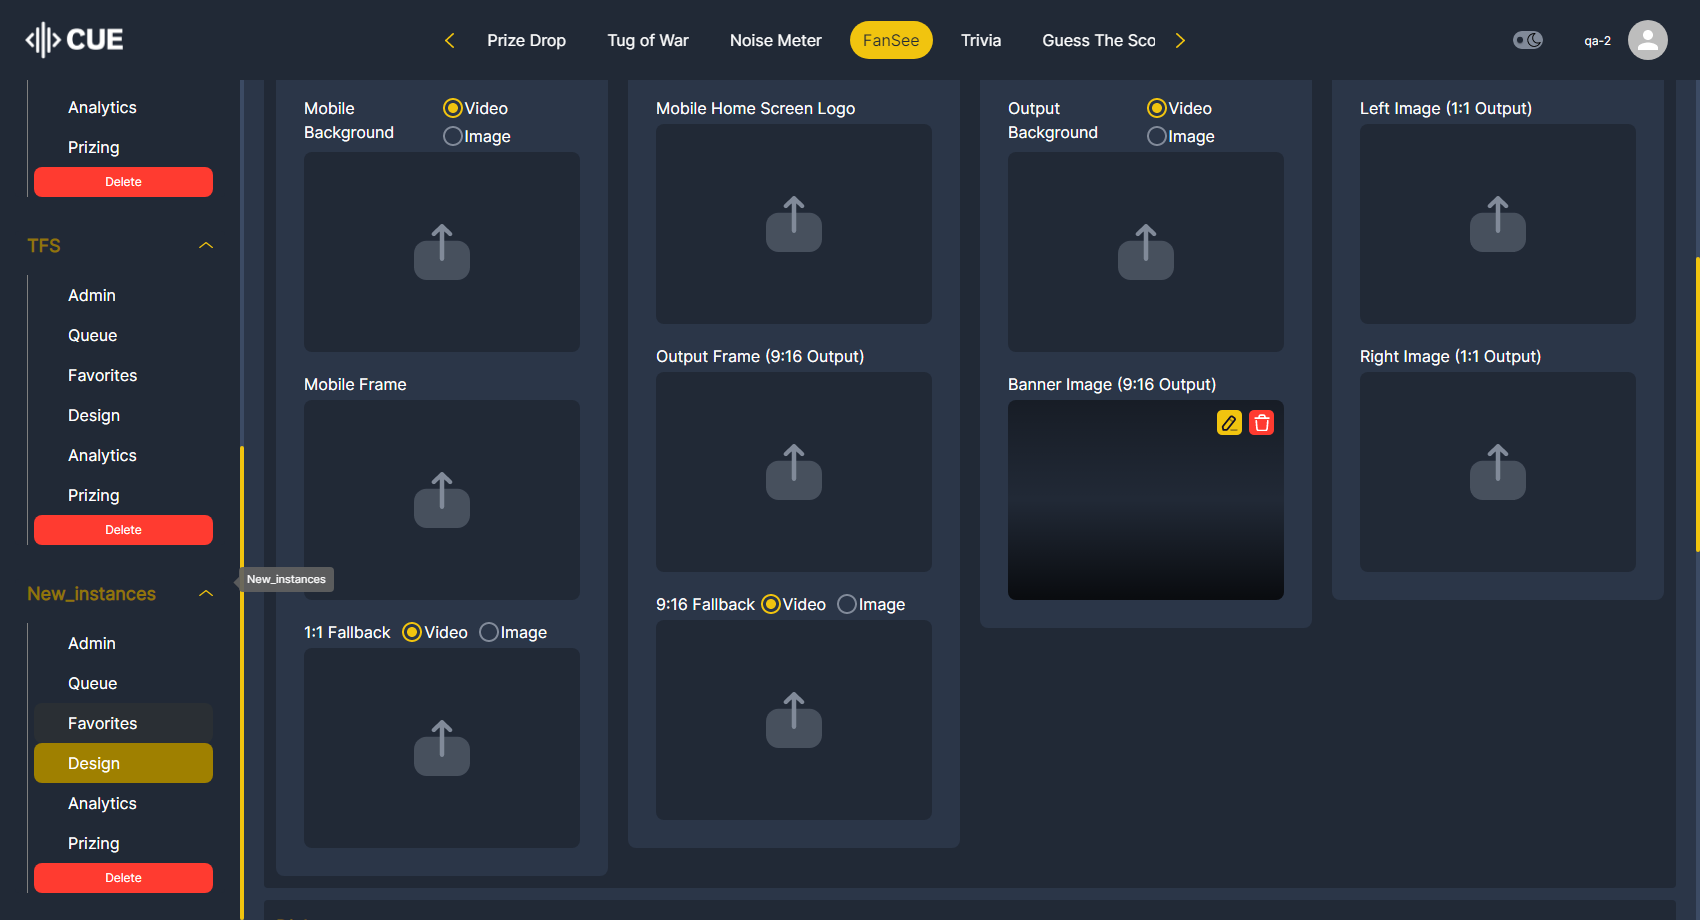 CUE
Prize Drop
Tug of War
Noise Meter
FanSee
Trivia
Guess The Sco
qa-2
Analytics
Prizing
Delete
TFS
Admin
Queue
Favorites
Design
Analytics
Prizing
Delete
New_instances
New_instances
Admin
Queue
Favorites
Design
Analytics
Prizing
Delete
Mobile
Background
Video
Image
Mobile Frame
1:1 Fallback Video Image
Mobile Home Screen Logo
Output Frame (9:16 Output)
9:16 Fallback Video Image
Output
Background
Video
Image
Banner Image (9:16 Output)
Left Image (1:1 Output)
Right Image (1:1 Output)